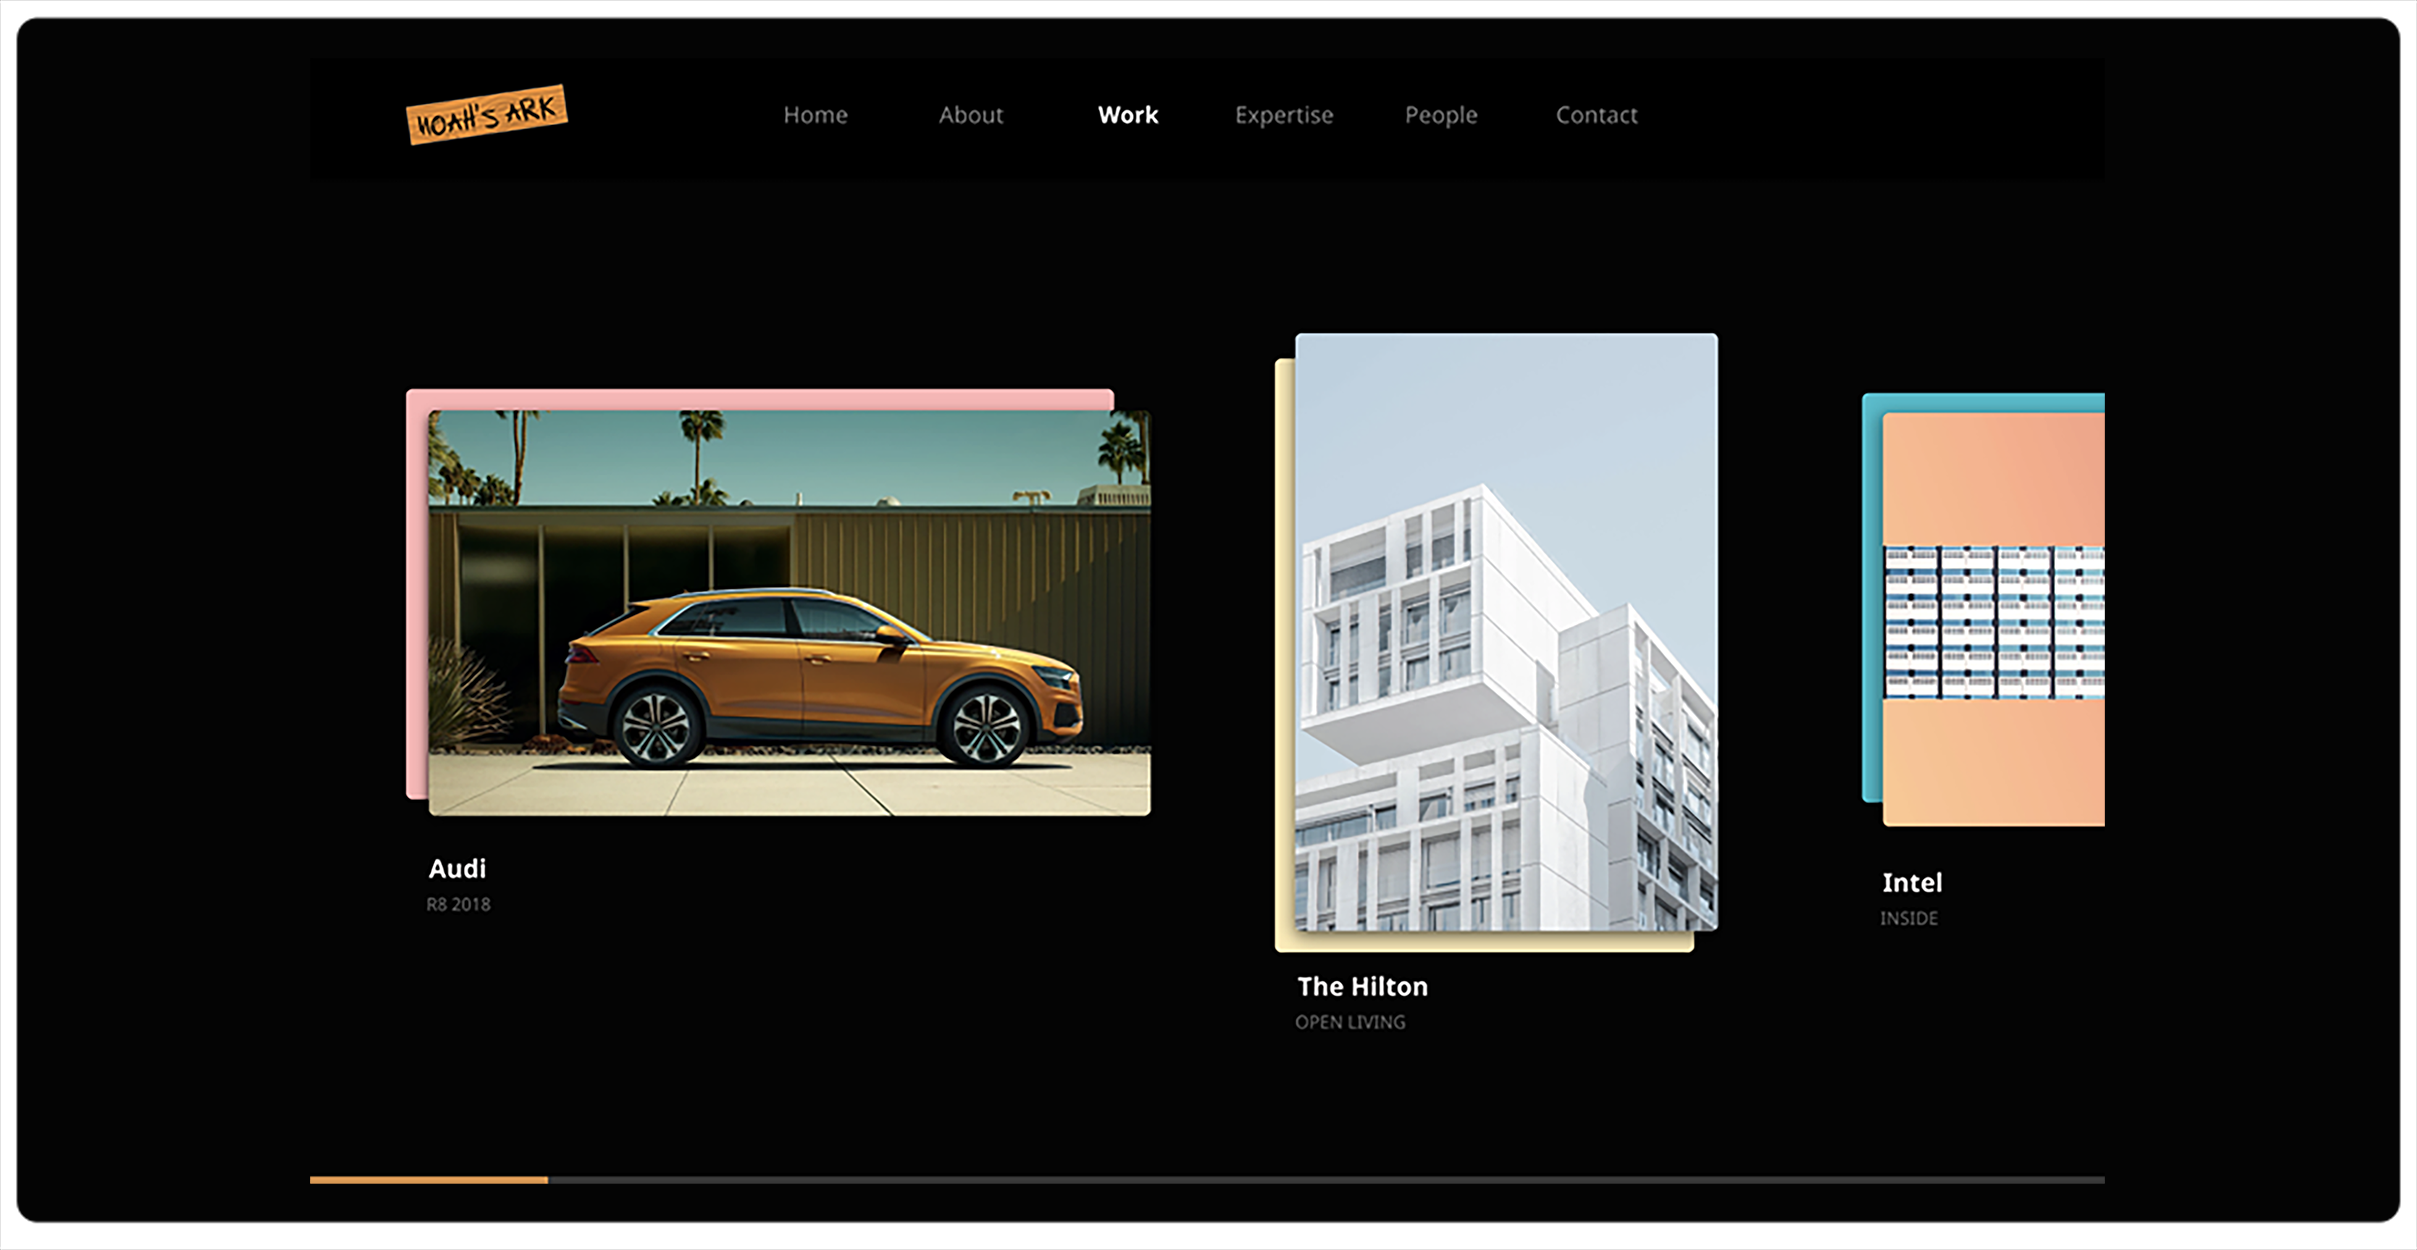 NOAH'S ARK
Home
About
Work
Expertise
People
Contact
Audi
R8 2018
The Hilton
OPEN LIVING
Intel
INSIDE